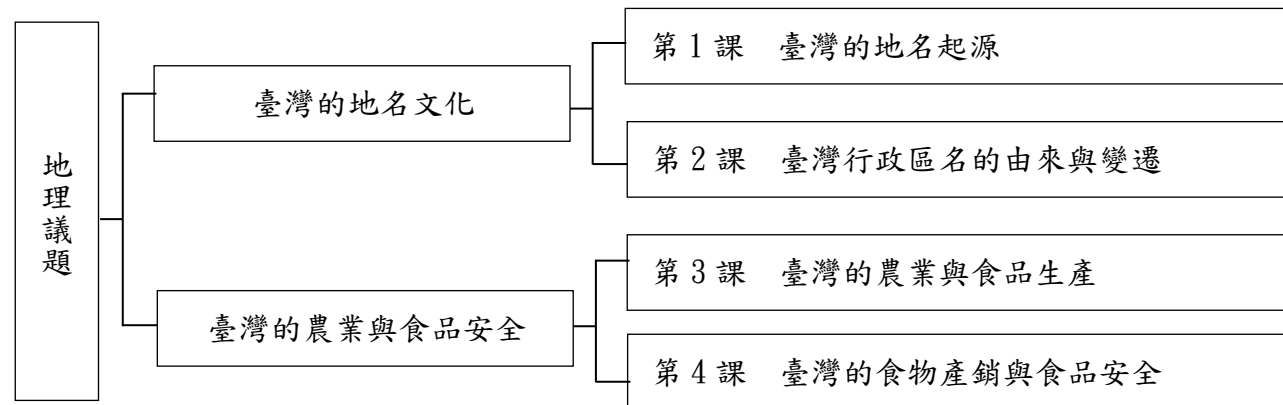 地理議題
臺灣的地名文化
第1課 臺灣的地名起源
第2課 臺灣行政區名的由來與變遷
臺灣的農業與食品安全
第3課 臺灣的農業與食品生產
第4課 臺灣的食物產銷與食品安全